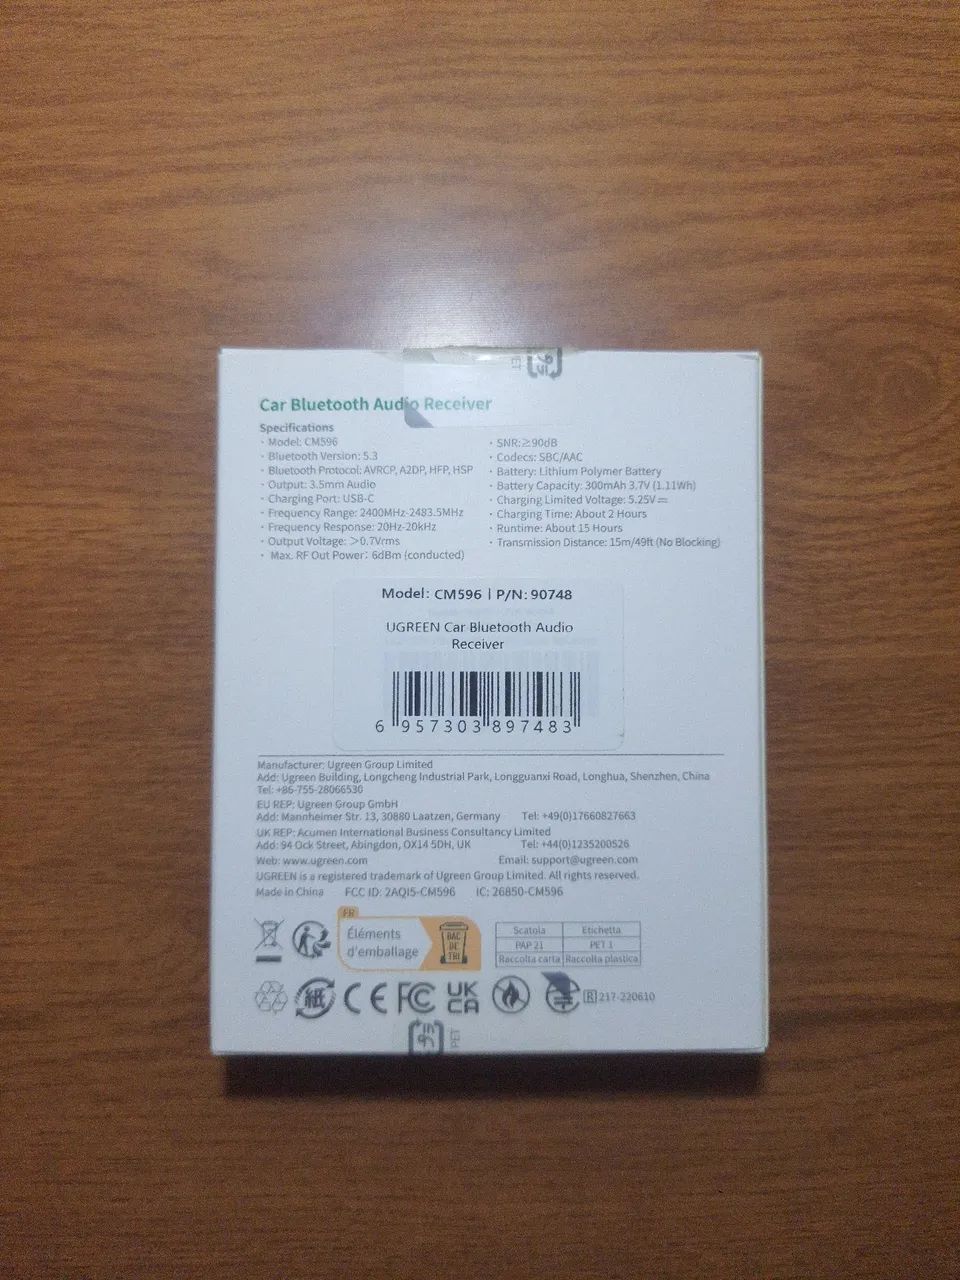 PET
Car Bluetooth Audio Receiver
Specifications
· Model: CM596
· Bluetooth Version: 5.3
· Bluetooth Protocol: AVRCP, A2DP, HFP, HSP
· Output: 3.5mm Audio
· Charging Port: USB-C
· Frequency Range: 2400MHz-2483.5MHz
· Frequency Response: 20Hz-20kHz
· Output Voltage: >0.7Vrms
· Max. RF Out Power: 6dBm (conducted)
· SNR:≥90dB
· Codecs: SBC/AAC
· Battery: Lithium Polymer Battery
· Battery Capacity: 300mAh 3.7V (1.11Wh)
· Charging Limited Voltage: 5.25V⎓
· Charging Time: About 2 Hours
· Runtime: About 15 Hours
· Transmission Distance: 15m/49ft (No Blocking)
Model: CM596 | P/N: 90748
UGREEN Car Bluetooth Audio
Receiver
6 957303 897483
Manufacturer: Ugreen Group Limited
Add: Ugreen Building, Longcheng Industrial Park, Longguanxi Road, Longhua, Shenzhen, China
Tel: +86-755-28066530
EU REP: Ugreen Group GmbH
Add: Mannheimer Str. 13, 30880 Laatzen, Germany Tel: +49(0)17660827663
UK REP: Acumen International Business Consultancy Limited
Add: 94 Ock Street, Abingdon, OX14 5DH, UK Tel: +44(0)1235200526
Web: www.ugreen.com Email: support@ugreen.com
UGREEN is a registered trademark of Ugreen Group Limited. All rights reserved.
Made in China FCC ID: 2AQI5-CM596 IC: 26850-CM596
FR
Éléments
d'emballage
BAC
DE
TRI
Scatola Etichetta
PAP 21 PET 1
Raccolta carta Raccolta plastica
紙 CE FC UK
CA
R 217-220610
PET